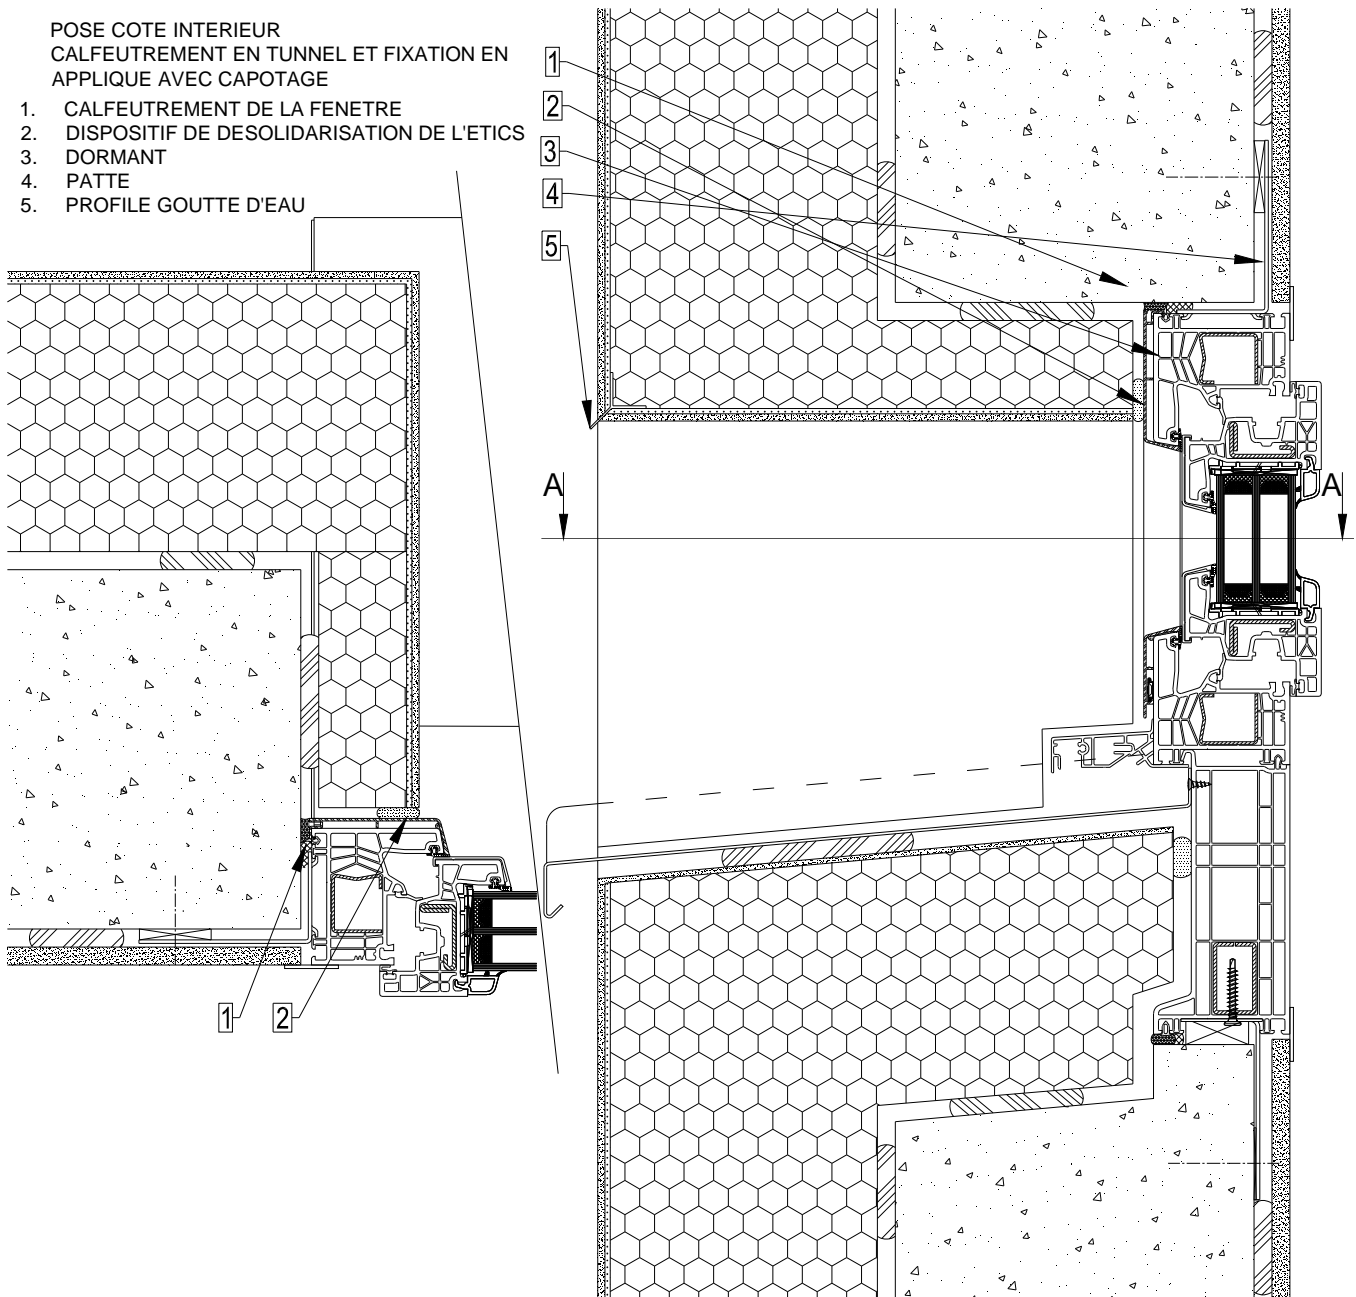 POSE COTE INTERIEUR
CALFEUTREMENT EN TUNNEL ET FIXATION EN
APPLIQUE AVEC CAPOTAGE
1. CALFEUTREMENT DE LA FENETRE
2. DISPOSITIF DE DESOLIDARISATION DE L'ETICS
3. DORMANT
4. PATTE
5. PROFILE GOUTTE D'EAU
1
2
3
4
5
A
A
1
2